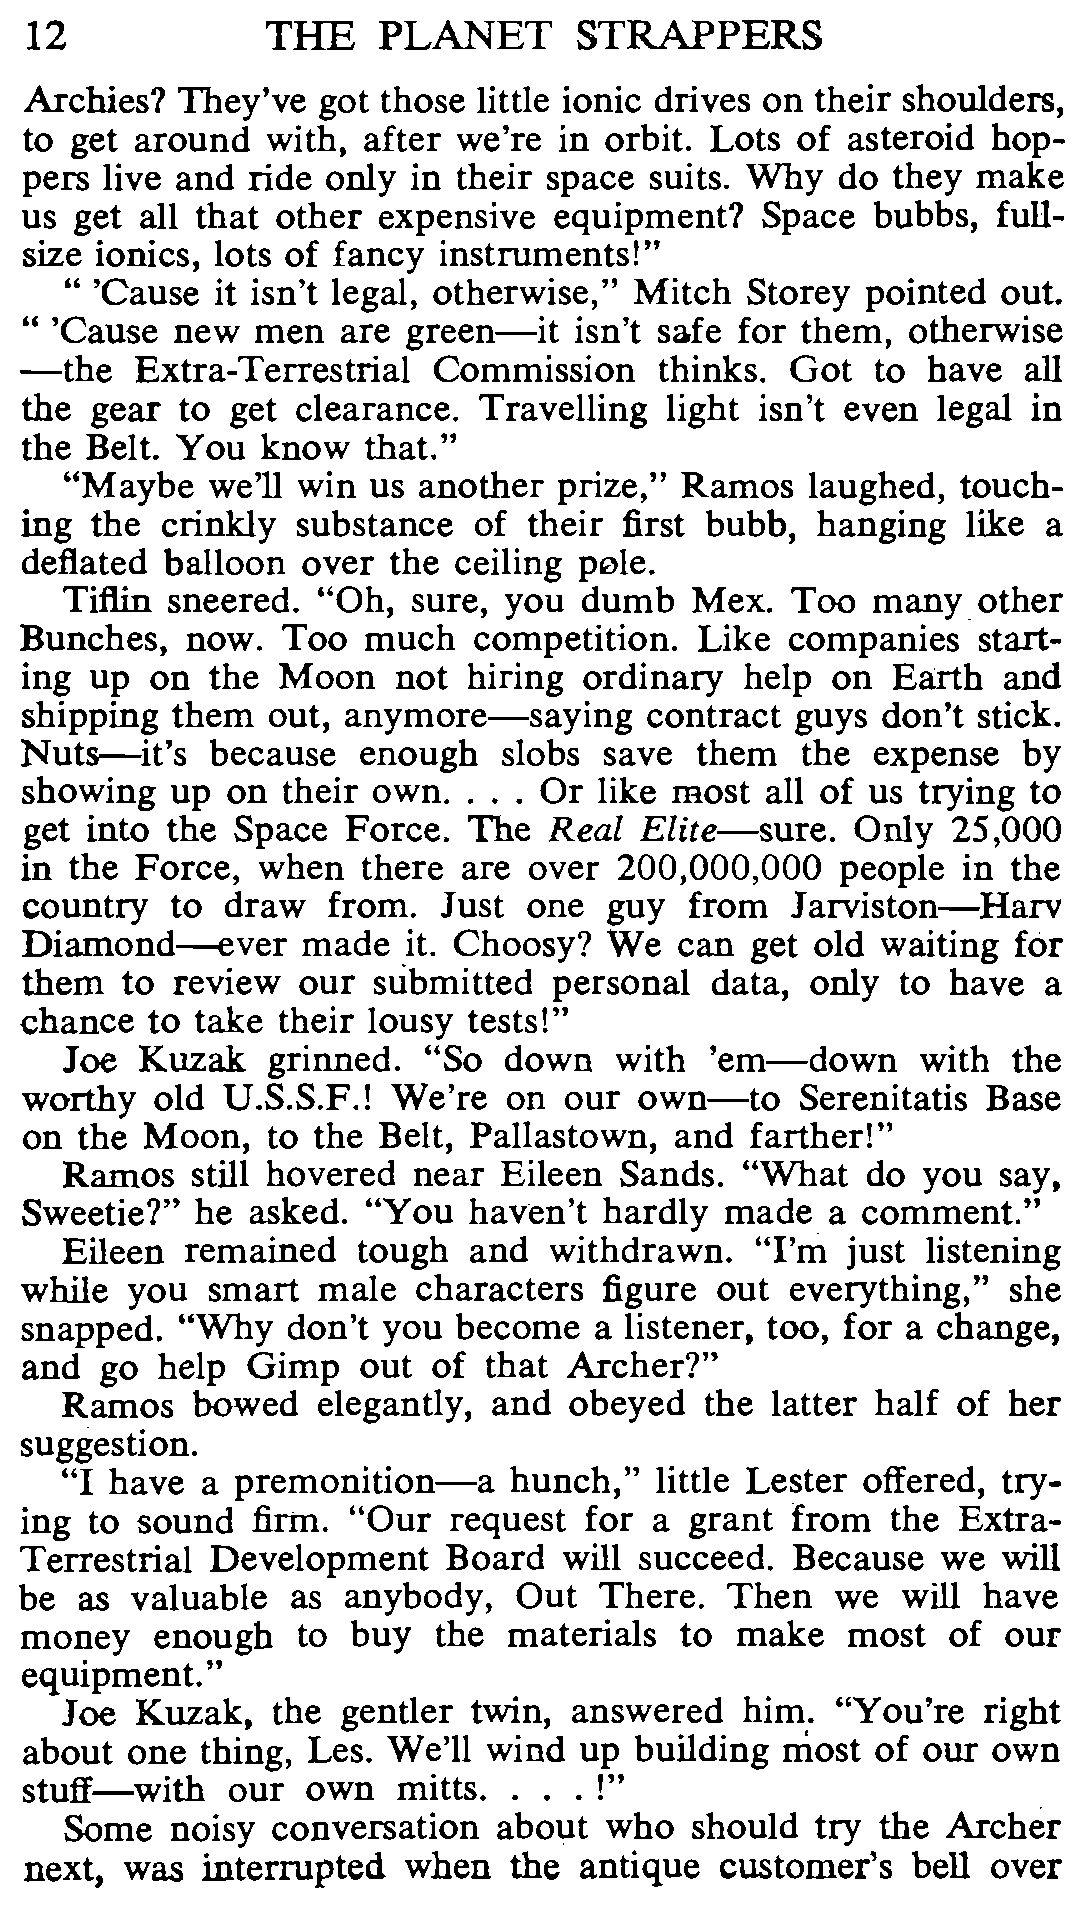 12 THE PLANET STRAPPERS
Archies? They've got those little ionic drives on their shoulders,
to get around with, after we're in orbit. Lots of asteroid hop-
pers live and ride only in their space suits. Why do they make
us get all that other expensive equipment? Space bubbs, full-
size ionics, lots of fancy instruments!”
“ ’Cause it isn't legal, otherwise,” Mitch Storey pointed out.
“ ’Cause new men are green—it isn't safe for them, otherwise
—the Extra-Terrestrial Commission thinks. Got to have all
the gear to get clearance. Travelling light isn't even legal in
the Belt. You know that.”
“Maybe we'll win us another prize,” Ramos laughed, touch-
ing the crinkly substance of their first bubb, hanging like a
deflated balloon over the ceiling pole.
Tiflin sneered. “Oh, sure, you dumb Mex. Too many other
Bunches, now. Too much competition. Like companies start-
ing up on the Moon not hiring ordinary help on Earth and
shipping them out, anymore—saying contract guys don't stick.
Nuts—it's because enough slobs save them the expense by
showing up on their own. . . . Or like most all of us trying to
get into the Space Force. The Real Elite—sure. Only 25,000
in the Force, when there are over 200,000,000 people in the
country to draw from. Just one guy from Jarviston—Harv
Diamond—ever made it. Choosy? We can get old waiting for
them to review our submitted personal data, only to have a
chance to take their lousy tests!”
Joe Kuzak grinned. “So down with ’em—down with the
worthy old U.S.S.F.! We're on our own—to Serenitatis Base
on the Moon, to the Belt, Pallastown, and farther!”
Ramos still hovered near Eileen Sands. “What do you say,
Sweetie?” he asked. “You haven't hardly made a comment.”
Eileen remained tough and withdrawn. “I'm just listening
while you smart male characters figure out everything,” she
snapped. “Why don't you become a listener, too, for a change,
and go help Gimp out of that Archer?”
Ramos bowed elegantly, and obeyed the latter half of her
suggestion.
“I have a premonition—a hunch,” little Lester offered, try-
ing to sound firm. “Our request for a grant from the Extra-
Terrestrial Development Board will succeed. Because we will
be as valuable as anybody, Out There. Then we will have
money enough to buy the materials to make most of our
equipment.”
Joe Kuzak, the gentler twin, answered him. “You're right
about one thing, Les. We'll wind up building most of our own
stuff—with our own mitts. . . . !”
Some noisy conversation about who should try the Archer
next, was interrupted when the antique customer's bell over